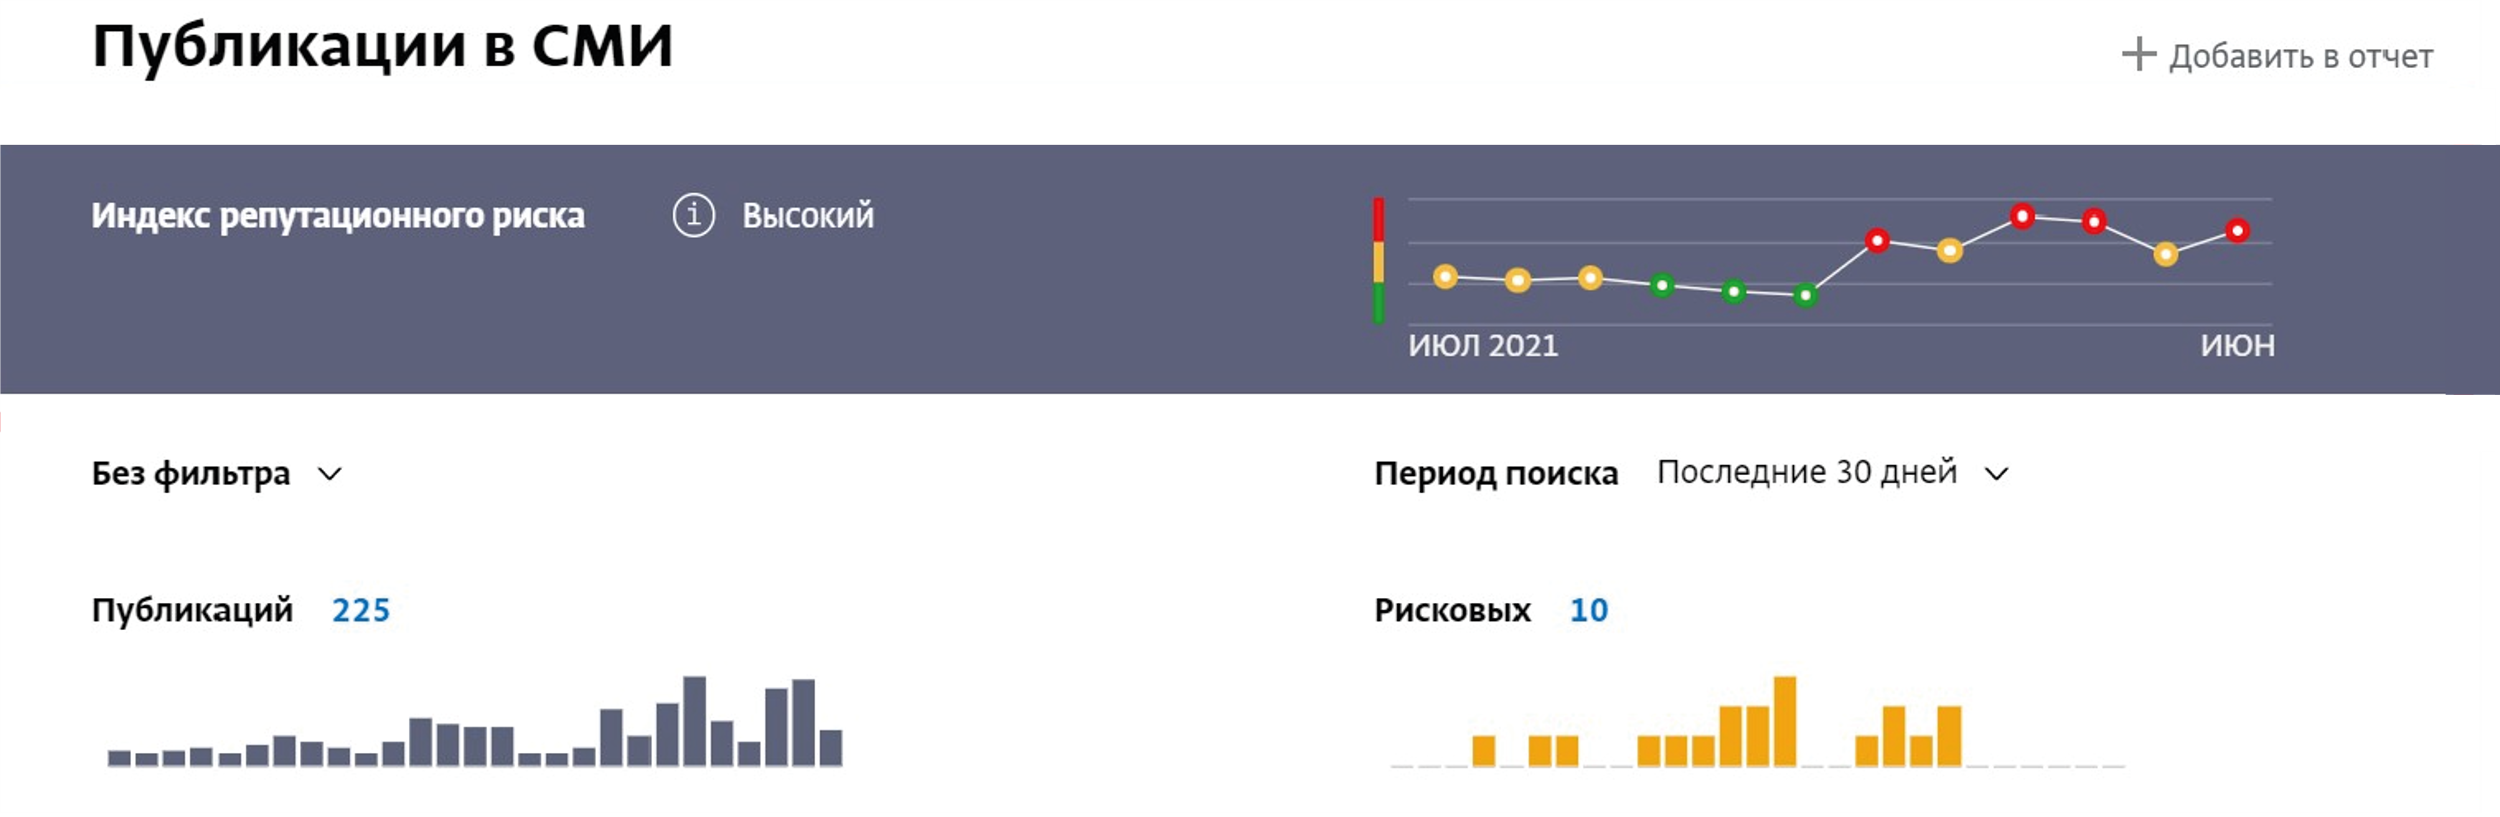 Публикации в СМИ
Добавить в отчет
Индекс репутационного риска
i
Высокий
ИЮЛ 2021
ИЮН
Без фильтра
Период поиска
Последние 30 дней
Публикаций
225
Рисковых
10